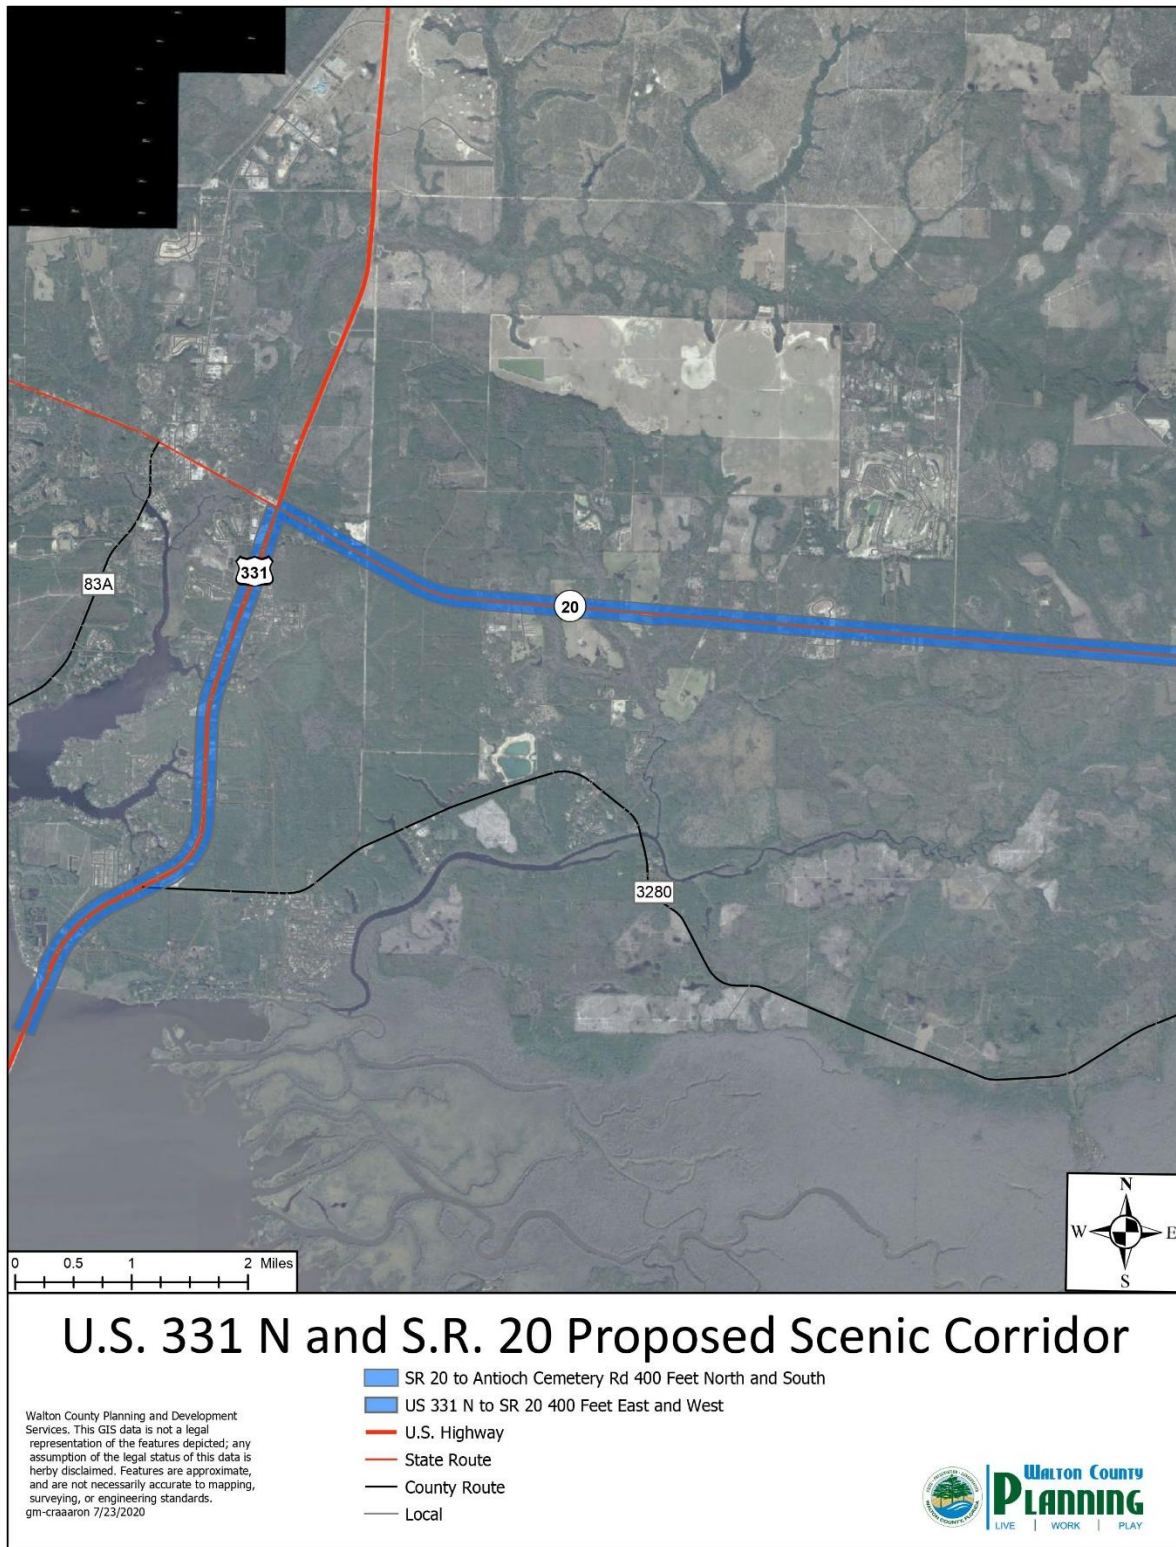 331
20
83A
3280
N
W
E
S
0 0.5 1 2 Miles
U.S. 331 N and S.R. 20 Proposed Scenic Corridor
SR 20 to Antioch Cemetery Rd 400 Feet North and South
US 331 N to SR 20 400 Feet East and West
U.S. Highway
State Route
County Route
Local
Walton County Planning and Development
Services. This GIS data is not a legal
representation of the features depicted; any
assumption of the legal status of this data is
herby disclaimed. Features are approximate,
and are not necessarily accurate to mapping,
surveying, or engineering standards.
gm-craaaron 7/23/2020
WALTON COUNTY, FLORIDA
WALTON COUNTY
PLANNING
LIVE | WORK | PLAY